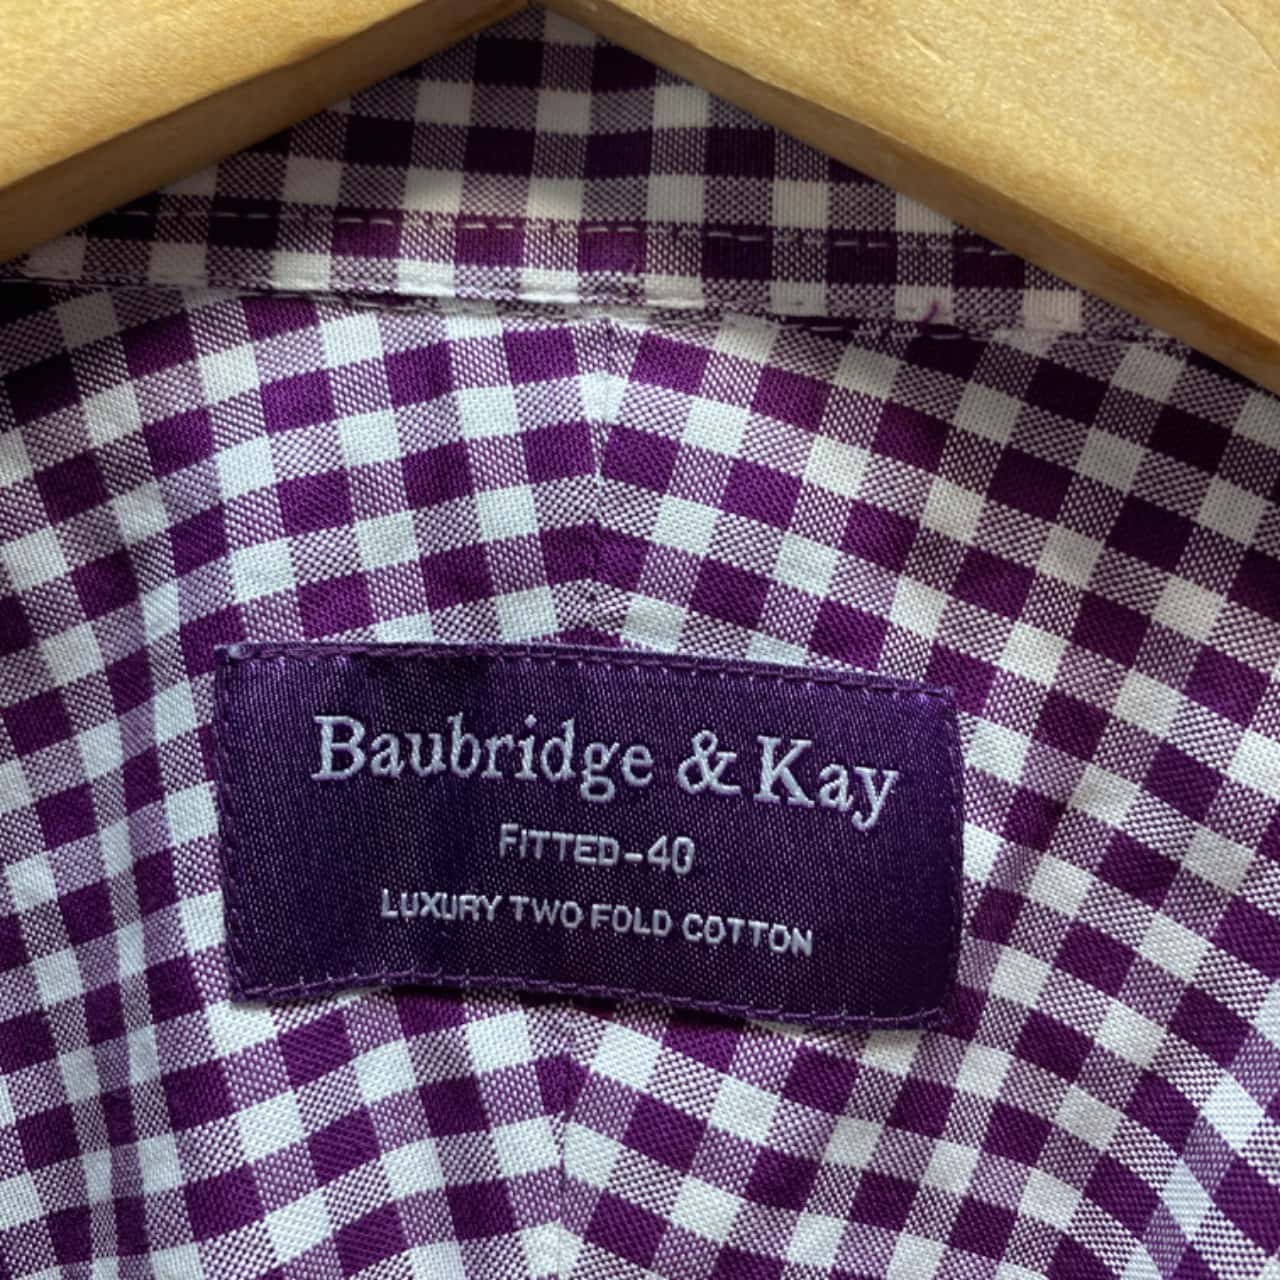 Baubridge & Kay
FITTED-40
LUXURY TWO FOLD COTTON